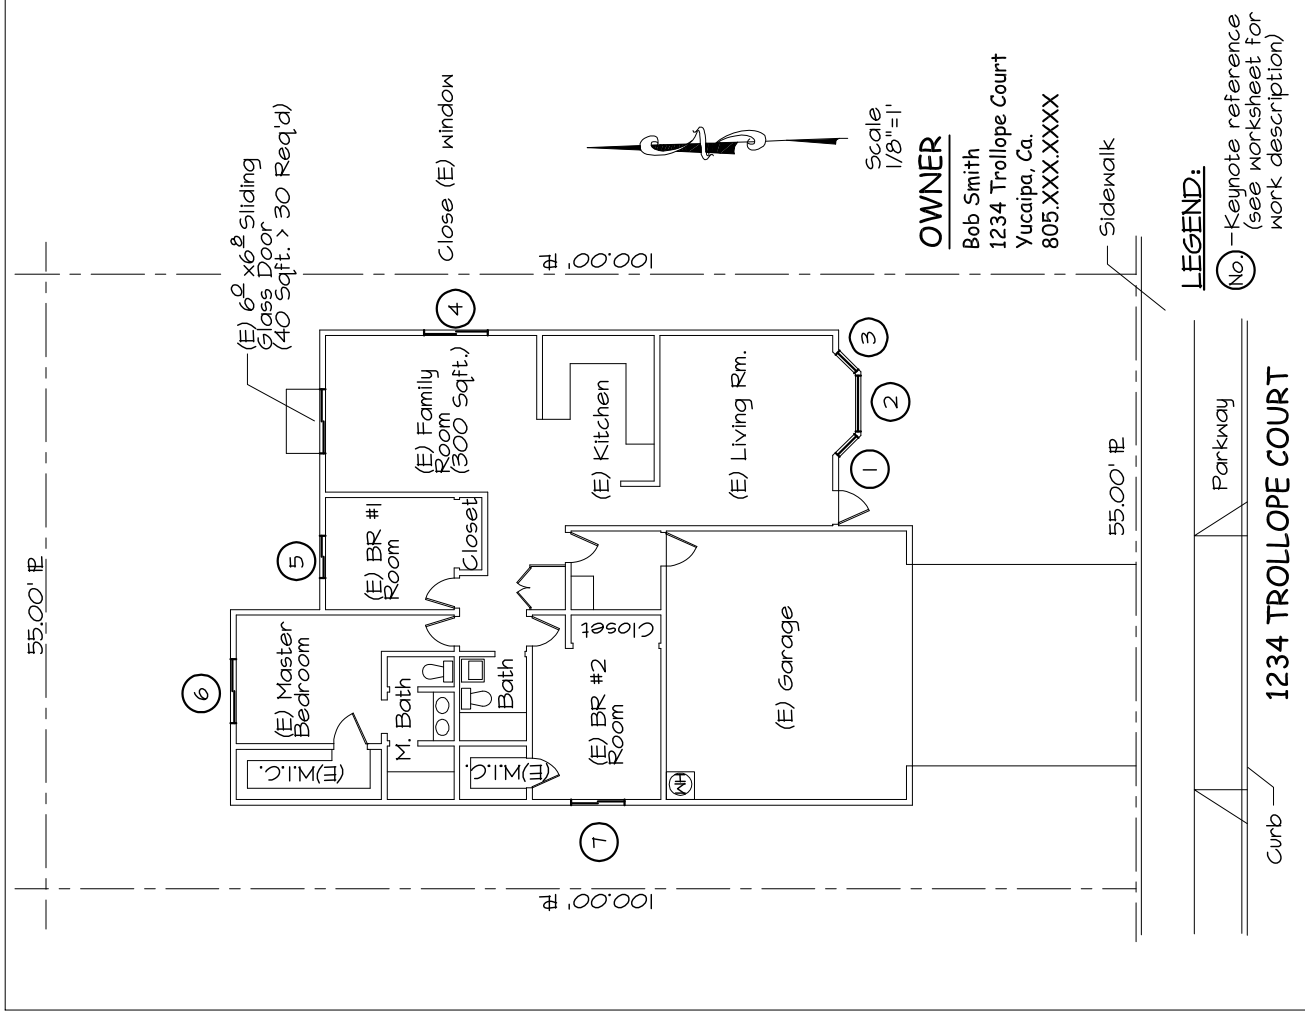 55.00' PL
(E) 6⁰ x6⁸ Sliding
Glass Door
(40 Sqft. > 30 Req'd)
Close (E) window
100.00' PL
4
5
6
7
3
2
1
(E) Family
Room
(300 Sqft.)
(E) Kitchen
(E) Living Rm.
(E) BR #1
Room
Closet
(E) Master
Bedroom
(E)W.I.C.
M. Bath
Bath
(E)W.I.C.
(E) BR #2
Room
Closet
(E) Garage
WH
100.00' PL
55.00' PL
Scale
1/8"=1'
OWNER
Bob Smith
1234 Trollope Court
Yucaipa, Ca.
805.XXX.XXXX
Sidewalk
LEGEND:
No. - Keynote reference
(see worksheet for
work description)
Parkway
Curb
1234 TROLLOPE COURT